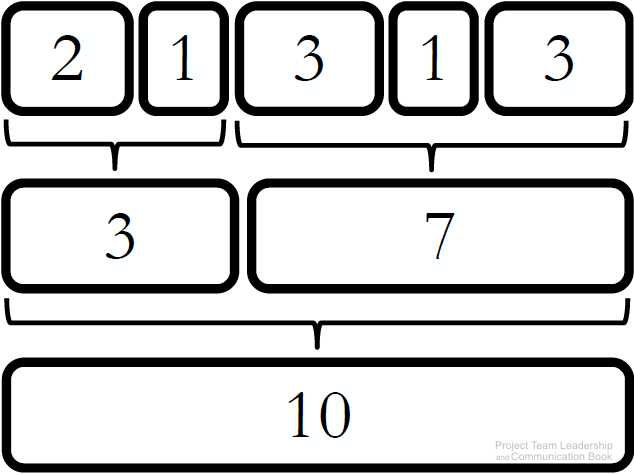 2 1 3 1 3
3 7
10
Project Team Leadership
and Communication Book